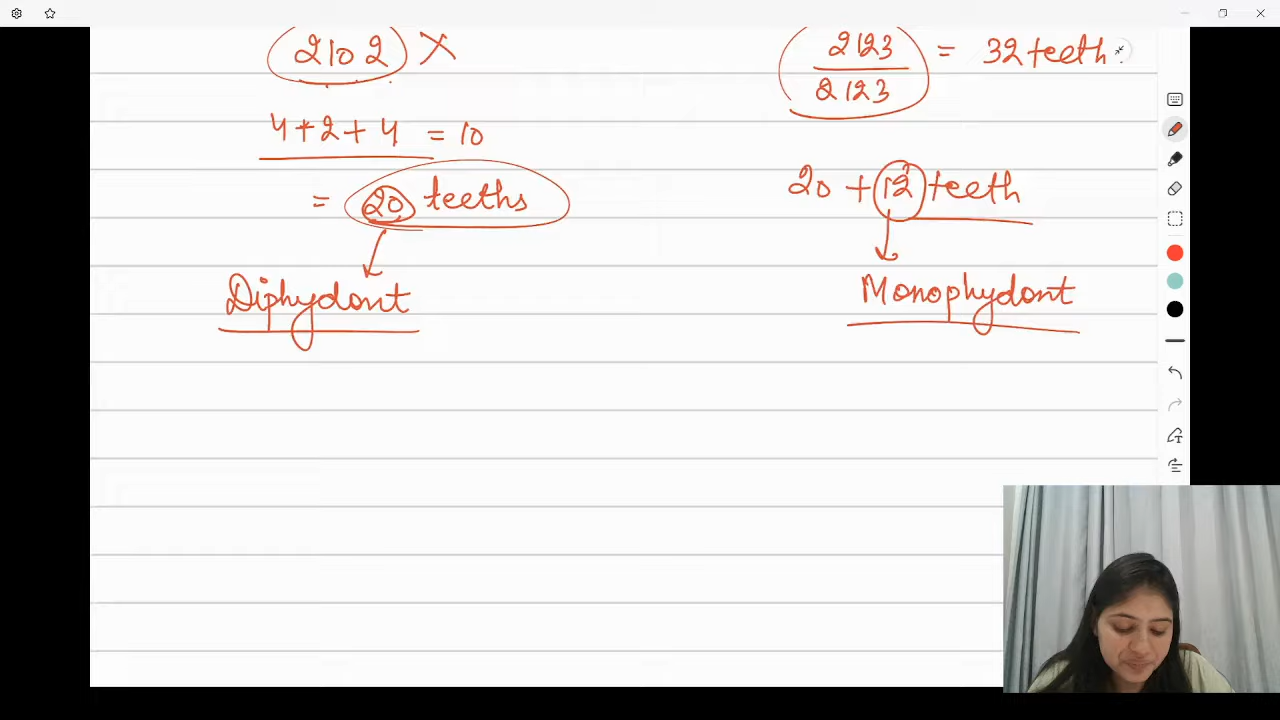 2102 X
4+2+4 = 10
= 20 teeths
Diphydont
2123
2123
= 32 teeth
20 + 12 teeth
Monophydont